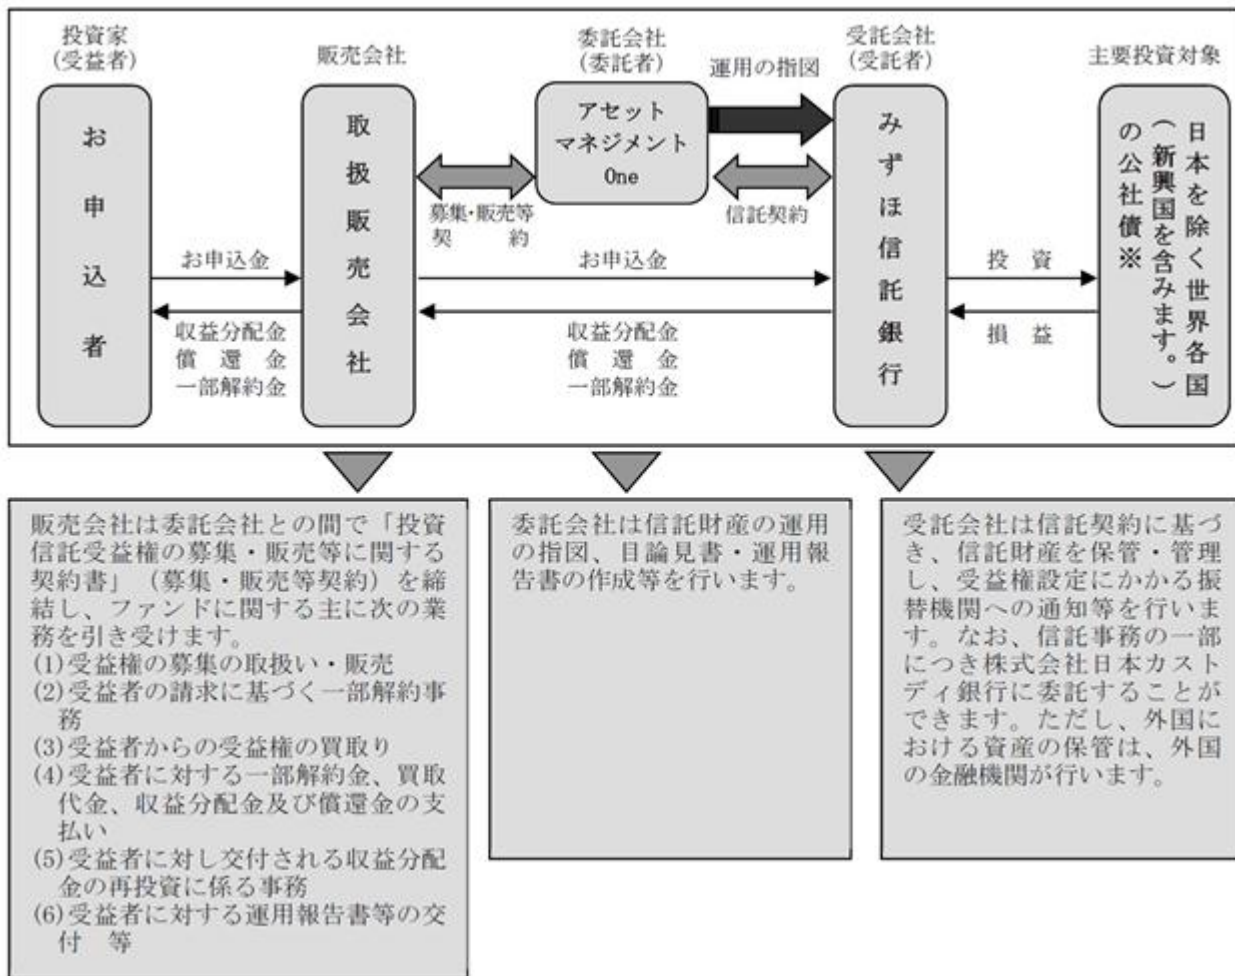 投資家
(受益者)
販売会社
委託会社
(委託者)
運用の指図
受託会社
(受託者)
主要投資対象
お申込者
取扱販売会社
アセット
マネジメント
One
みずほ信託銀行
日本を除く世界各国
(新興国を含みます。)
の公社債※
募集・販売等
契 約
信託契約
お申込金
お申込金
投 資
収益分配金
償 還 金
一部解約金
収益分配金
償 還 金
一部解約金
損 益
販売会社は委託会社との間で「投資
信託受益権の募集・販売等に関する
契約書」(募集・販売等契約)を締
結し、ファンドに関する主に次の業
務を引き受けます。
(1)受益権の募集の取扱い・販売
(2)受益者の請求に基づく一部解約事
務
(3)受益者からの受益権の買取り
(4)受益者に対する一部解約金、買取
代金、収益分配金及び償還金の支
払い
(5)受益者に対し交付される収益分配
金の再投資に係る事務
(6)受益者に対する運用報告書等の交
付 等
委託会社は信託財産の運用
の指図、目論見書・運用報
告書の作成等を行います。
受託会社は信託契約に基づ
き、信託財産を保管・管理
し、受益権設定にかかる振
替機関への通知等を行いま
す。なお、信託事務の一部
につき株式会社日本カスト
ディ銀行に委託することが
できます。ただし、外国に
おける資産の保管は、外国
の金融機関が行います。